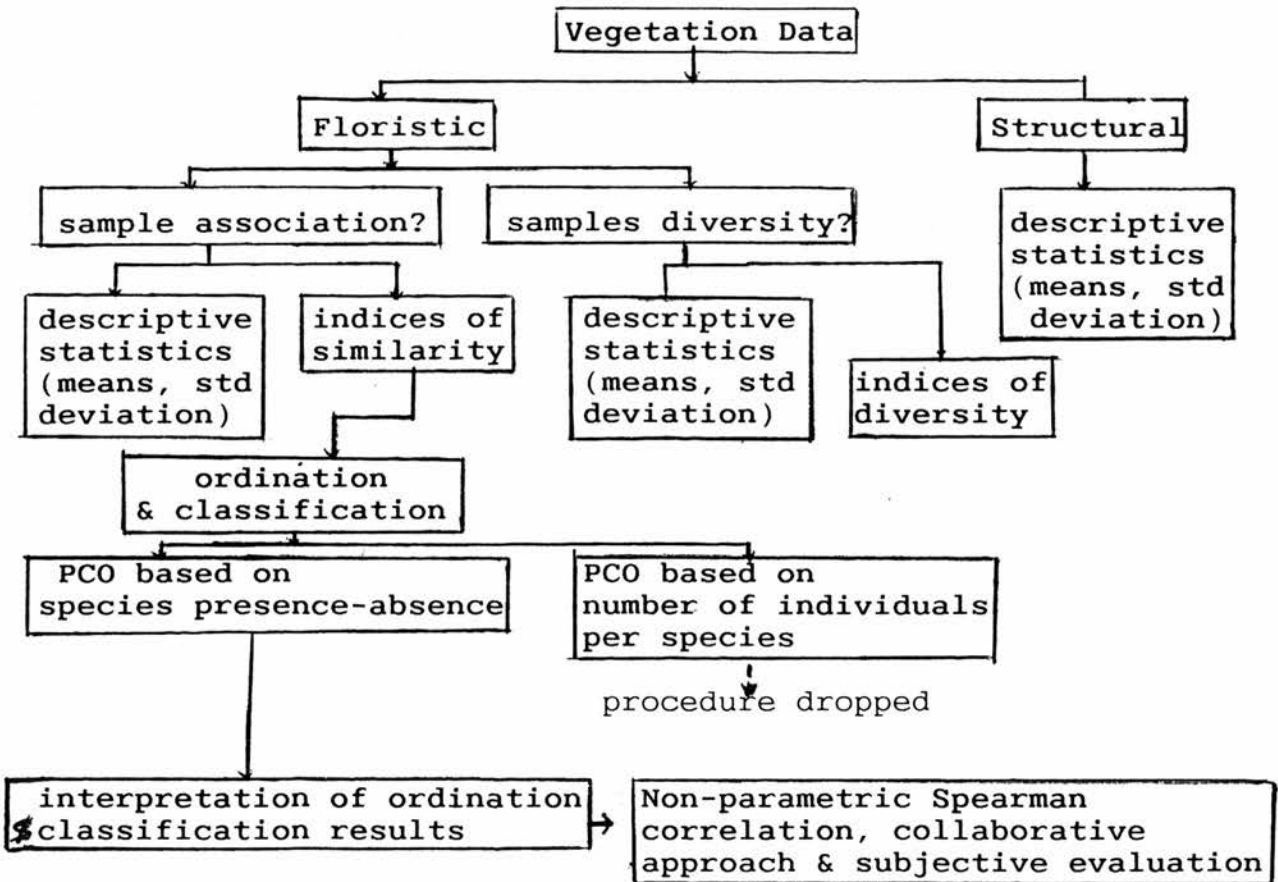 Vegetation Data
Floristic
Structural
sample association?
samples diversity?
descriptive
statistics
(means, std
deviation)
descriptive
statistics
(means, std
deviation)
indices of
similarity
descriptive
statistics
(means, std
deviation)
indices of
diversity
ordination
& classification
PCO based on
species presence-absence
PCO based on
number of individuals
per species
procedure dropped
interpretation of ordination
& classification results
Non-parametric Spearman
correlation, collaborative
approach & subjective evaluation